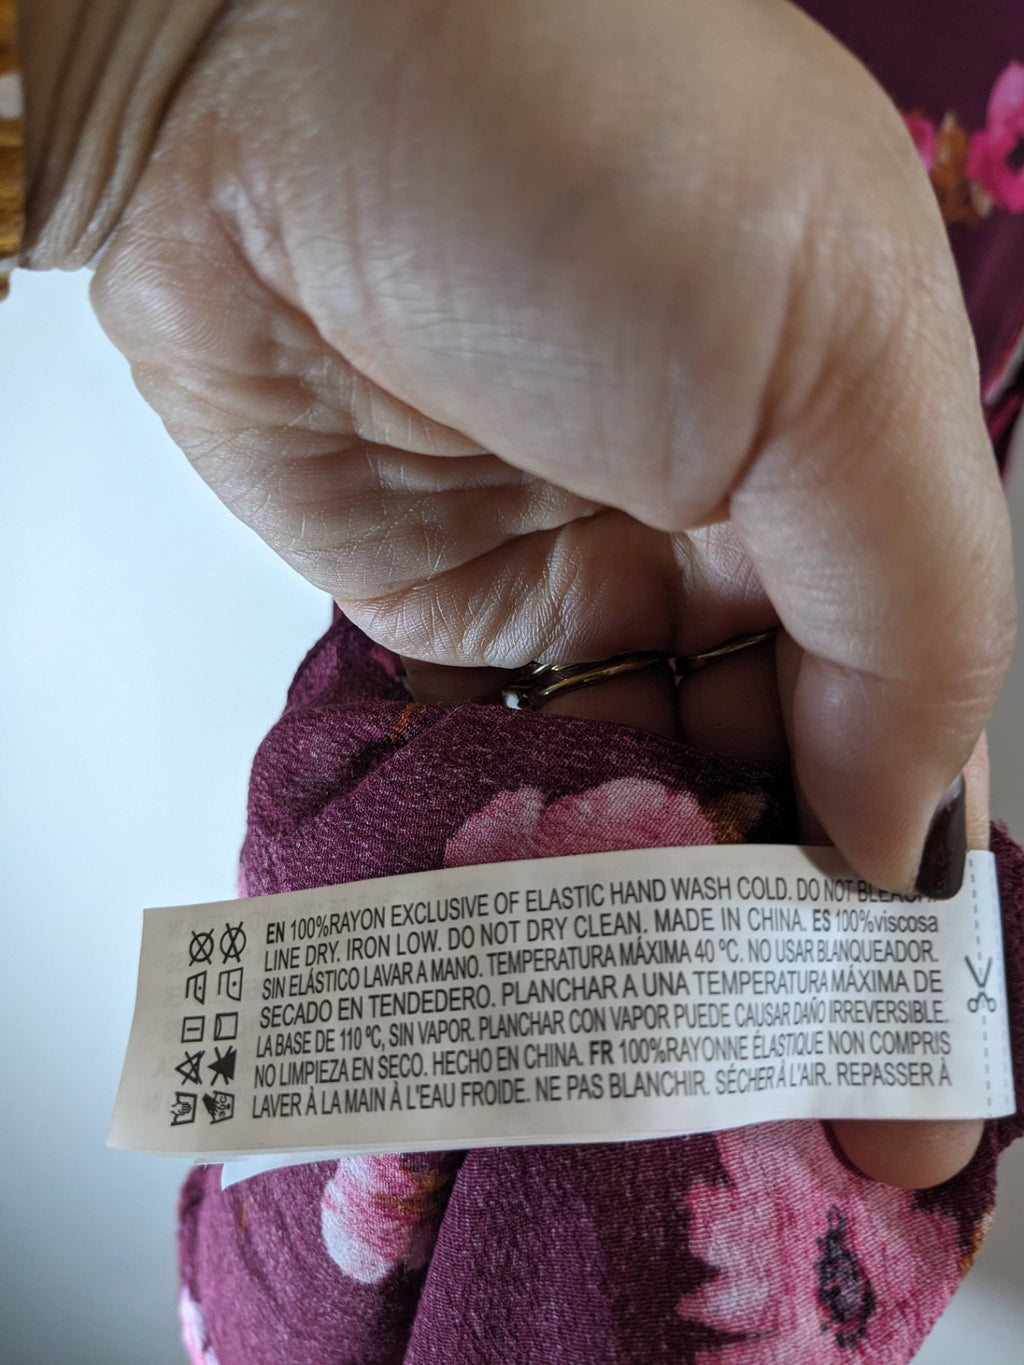 EN 100%RAYON EXCLUSIVE OF ELASTIC HAND WASH COLD. DO NOT BLEACH.
LINE DRY. IRON LOW. DO NOT DRY CLEAN. MADE IN CHINA. ES 100%viscosa
SIN ELÁSTICO LAVAR A MANO. TEMPERATURA MÁXIMA 40 ºC. NO USAR BLANQUEADOR.
SECADO EN TENDEDERO. PLANCHAR A UNA TEMPERATURA MÁXIMA DE
LA BASE DE 110 ºC, SIN VAPOR. PLANCHAR CON VAPOR PUEDE CAUSAR DAÑO IRREVERSIBLE.
NO LIMPIEZA EN SECO. HECHO EN CHINA. FR 100%RAYONNE ÉLASTIQUE NON COMPRIS
LAVER À LA MAIN À L'EAU FROIDE. NE PAS BLANCHIR. SÉCHER À L'AIR. REPASSER À